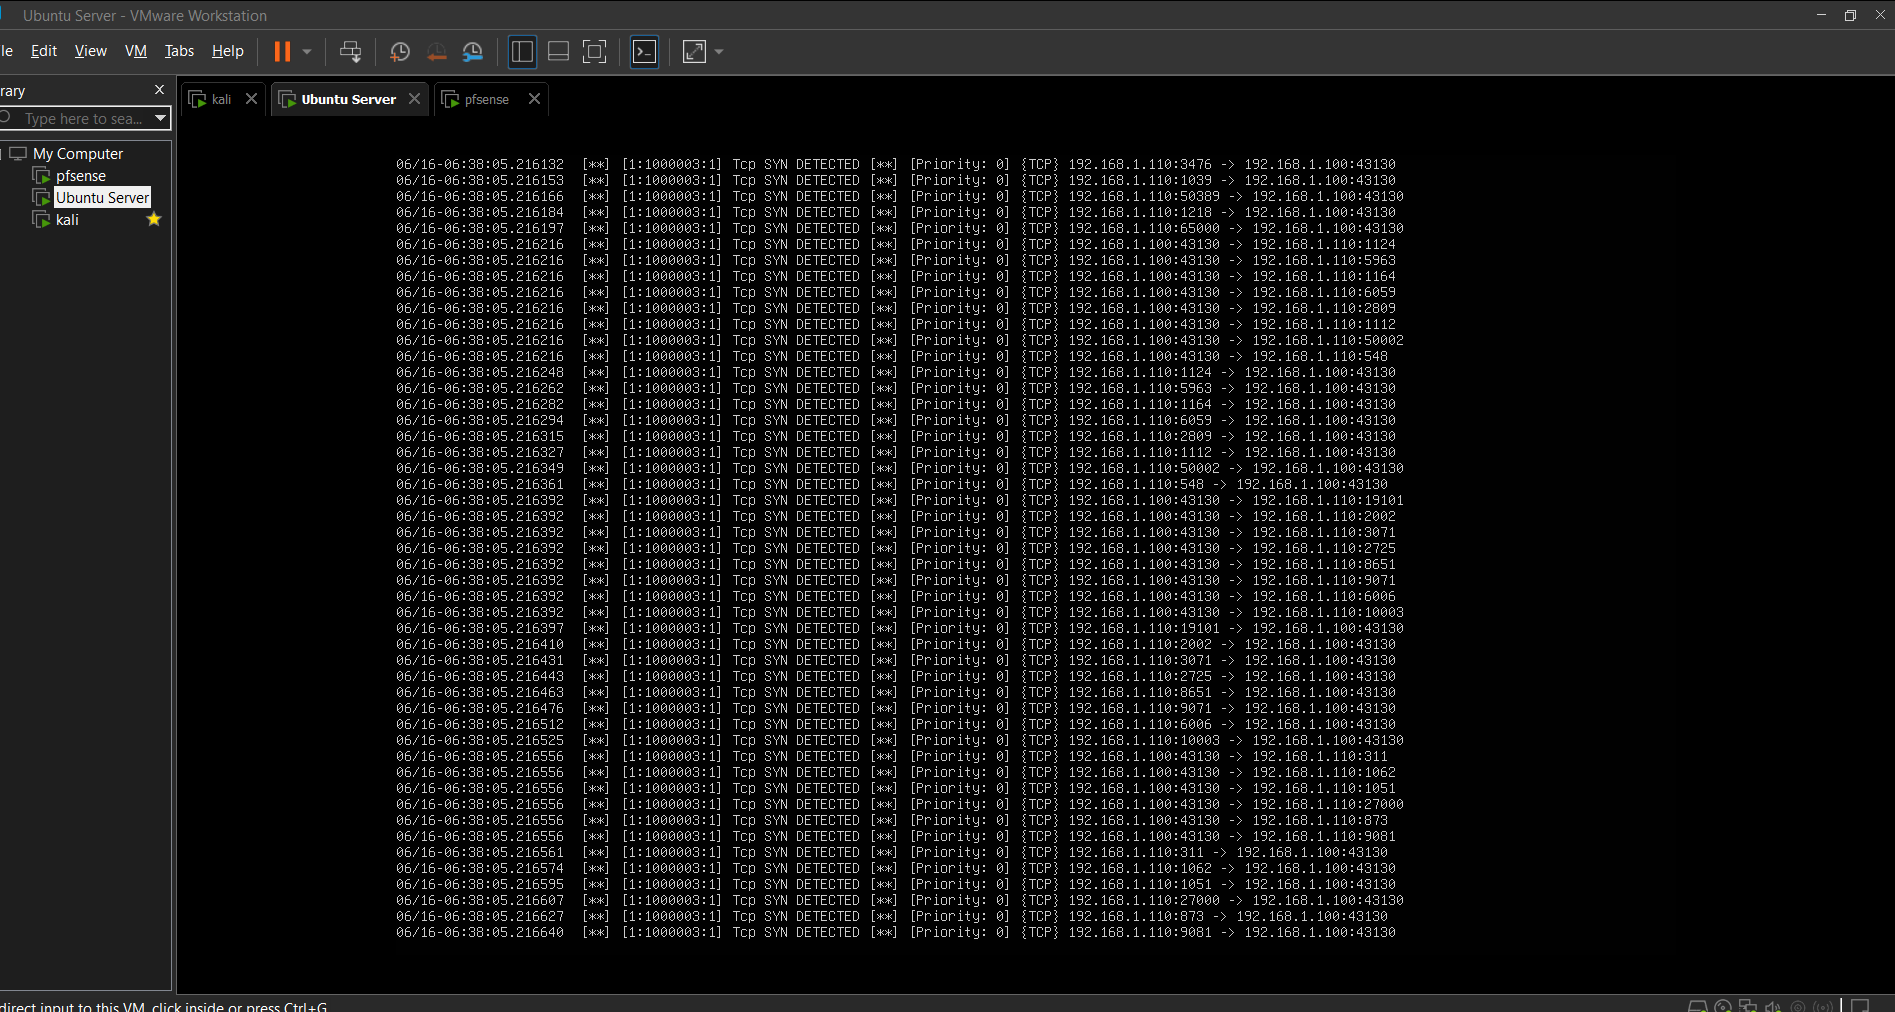 Ubuntu Server - VMware Workstation
le Edit View VM Tabs Help
rary
Type here to sea...
My Computer
pfsense
Ubuntu Server
kali
kali
Ubuntu Server
pfsense
06/16-06:38:05.216132 [**] [1:1000003:1] Tcp SYN DETECTED [**] [Priority: 0] {TCP} 192.168.1.110:3476 -> 192.168.1.100:43130
06/16-06:38:05.216153 [**] [1:1000003:1] Tcp SYN DETECTED [**] [Priority: 0] {TCP} 192.168.1.110:1039 -> 192.168.1.100:43130
06/16-06:38:05.216166 [**] [1:1000003:1] Tcp SYN DETECTED [**] [Priority: 0] {TCP} 192.168.1.110:50389 -> 192.168.1.100:43130
06/16-06:38:05.216184 [**] [1:1000003:1] Tcp SYN DETECTED [**] [Priority: 0] {TCP} 192.168.1.110:1218 -> 192.168.1.100:43130
06/16-06:38:05.216197 [**] [1:1000003:1] Tcp SYN DETECTED [**] [Priority: 0] {TCP} 192.168.1.110:65000 -> 192.168.1.100:43130
06/16-06:38:05.216216 [**] [1:1000003:1] Tcp SYN DETECTED [**] [Priority: 0] {TCP} 192.168.1.100:43130 -> 192.168.1.110:1124
06/16-06:38:05.216216 [**] [1:1000003:1] Tcp SYN DETECTED [**] [Priority: 0] {TCP} 192.168.1.100:43130 -> 192.168.1.110:5963
06/16-06:38:05.216216 [**] [1:1000003:1] Tcp SYN DETECTED [**] [Priority: 0] {TCP} 192.168.1.100:43130 -> 192.168.1.110:1164
06/16-06:38:05.216216 [**] [1:1000003:1] Tcp SYN DETECTED [**] [Priority: 0] {TCP} 192.168.1.100:43130 -> 192.168.1.110:6059
06/16-06:38:05.216216 [**] [1:1000003:1] Tcp SYN DETECTED [**] [Priority: 0] {TCP} 192.168.1.100:43130 -> 192.168.1.110:2809
06/16-06:38:05.216216 [**] [1:1000003:1] Tcp SYN DETECTED [**] [Priority: 0] {TCP} 192.168.1.100:43130 -> 192.168.1.110:1112
06/16-06:38:05.216216 [**] [1:1000003:1] Tcp SYN DETECTED [**] [Priority: 0] {TCP} 192.168.1.100:43130 -> 192.168.1.110:50002
06/16-06:38:05.216216 [**] [1:1000003:1] Tcp SYN DETECTED [**] [Priority: 0] {TCP} 192.168.1.100:43130 -> 192.168.1.110:548
06/16-06:38:05.216248 [**] [1:1000003:1] Tcp SYN DETECTED [**] [Priority: 0] {TCP} 192.168.1.110:1124 -> 192.168.1.100:43130
06/16-06:38:05.216262 [**] [1:1000003:1] Tcp SYN DETECTED [**] [Priority: 0] {TCP} 192.168.1.110:5963 -> 192.168.1.100:43130
06/16-06:38:05.216282 [**] [1:1000003:1] Tcp SYN DETECTED [**] [Priority: 0] {TCP} 192.168.1.110:1164 -> 192.168.1.100:43130
06/16-06:38:05.216294 [**] [1:1000003:1] Tcp SYN DETECTED [**] [Priority: 0] {TCP} 192.168.1.110:6059 -> 192.168.1.100:43130
06/16-06:38:05.216315 [**] [1:1000003:1] Tcp SYN DETECTED [**] [Priority: 0] {TCP} 192.168.1.110:2809 -> 192.168.1.100:43130
06/16-06:38:05.216327 [**] [1:1000003:1] Tcp SYN DETECTED [**] [Priority: 0] {TCP} 192.168.1.110:1112 -> 192.168.1.100:43130
06/16-06:38:05.216349 [**] [1:1000003:1] Tcp SYN DETECTED [**] [Priority: 0] {TCP} 192.168.1.110:50002 -> 192.168.1.100:43130
06/16-06:38:05.216361 [**] [1:1000003:1] Tcp SYN DETECTED [**] [Priority: 0] {TCP} 192.168.1.110:548 -> 192.168.1.100:43130
06/16-06:38:05.216392 [**] [1:1000003:1] Tcp SYN DETECTED [**] [Priority: 0] {TCP} 192.168.1.100:43130 -> 192.168.1.110:19101
06/16-06:38:05.216392 [**] [1:1000003:1] Tcp SYN DETECTED [**] [Priority: 0] {TCP} 192.168.1.100:43130 -> 192.168.1.110:2002
06/16-06:38:05.216392 [**] [1:1000003:1] Tcp SYN DETECTED [**] [Priority: 0] {TCP} 192.168.1.100:43130 -> 192.168.1.110:3071
06/16-06:38:05.216392 [**] [1:1000003:1] Tcp SYN DETECTED [**] [Priority: 0] {TCP} 192.168.1.100:43130 -> 192.168.1.110:2725
06/16-06:38:05.216392 [**] [1:1000003:1] Tcp SYN DETECTED [**] [Priority: 0] {TCP} 192.168.1.100:43130 -> 192.168.1.110:8651
06/16-06:38:05.216392 [**] [1:1000003:1] Tcp SYN DETECTED [**] [Priority: 0] {TCP} 192.168.1.100:43130 -> 192.168.1.110:9071
06/16-06:38:05.216392 [**] [1:1000003:1] Tcp SYN DETECTED [**] [Priority: 0] {TCP} 192.168.1.100:43130 -> 192.168.1.110:6006
06/16-06:38:05.216392 [**] [1:1000003:1] Tcp SYN DETECTED [**] [Priority: 0] {TCP} 192.168.1.100:43130 -> 192.168.1.110:10003
06/16-06:38:05.216397 [**] [1:1000003:1] Tcp SYN DETECTED [**] [Priority: 0] {TCP} 192.168.1.110:19101 -> 192.168.1.100:43130
06/16-06:38:05.216410 [**] [1:1000003:1] Tcp SYN DETECTED [**] [Priority: 0] {TCP} 192.168.1.110:2002 -> 192.168.1.100:43130
06/16-06:38:05.216431 [**] [1:1000003:1] Tcp SYN DETECTED [**] [Priority: 0] {TCP} 192.168.1.110:3071 -> 192.168.1.100:43130
06/16-06:38:05.216443 [**] [1:1000003:1] Tcp SYN DETECTED [**] [Priority: 0] {TCP} 192.168.1.110:2725 -> 192.168.1.100:43130
06/16-06:38:05.216463 [**] [1:1000003:1] Tcp SYN DETECTED [**] [Priority: 0] {TCP} 192.168.1.110:8651 -> 192.168.1.100:43130
06/16-06:38:05.216476 [**] [1:1000003:1] Tcp SYN DETECTED [**] [Priority: 0] {TCP} 192.168.1.110:9071 -> 192.168.1.100:43130
06/16-06:38:05.216512 [**] [1:1000003:1] Tcp SYN DETECTED [**] [Priority: 0] {TCP} 192.168.1.110:6006 -> 192.168.1.100:43130
06/16-06:38:05.216525 [**] [1:1000003:1] Tcp SYN DETECTED [**] [Priority: 0] {TCP} 192.168.1.110:10003 -> 192.168.1.100:43130
06/16-06:38:05.216556 [**] [1:1000003:1] Tcp SYN DETECTED [**] [Priority: 0] {TCP} 192.168.1.100:43130 -> 192.168.1.110:311
06/16-06:38:05.216556 [**] [1:1000003:1] Tcp SYN DETECTED [**] [Priority: 0] {TCP} 192.168.1.100:43130 -> 192.168.1.110:1062
06/16-06:38:05.216556 [**] [1:1000003:1] Tcp SYN DETECTED [**] [Priority: 0] {TCP} 192.168.1.100:43130 -> 192.168.1.110:1051
06/16-06:38:05.216556 [**] [1:1000003:1] Tcp SYN DETECTED [**] [Priority: 0] {TCP} 192.168.1.100:43130 -> 192.168.1.110:27000
06/16-06:38:05.216556 [**] [1:1000003:1] Tcp SYN DETECTED [**] [Priority: 0] {TCP} 192.168.1.100:43130 -> 192.168.1.110:873
06/16-06:38:05.216556 [**] [1:1000003:1] Tcp SYN DETECTED [**] [Priority: 0] {TCP} 192.168.1.100:43130 -> 192.168.1.110:9081
06/16-06:38:05.216561 [**] [1:1000003:1] Tcp SYN DETECTED [**] [Priority: 0] {TCP} 192.168.1.110:311 -> 192.168.1.100:43130
06/16-06:38:05.216574 [**] [1:1000003:1] Tcp SYN DETECTED [**] [Priority: 0] {TCP} 192.168.1.110:1062 -> 192.168.1.100:43130
06/16-06:38:05.216595 [**] [1:1000003:1] Tcp SYN DETECTED [**] [Priority: 0] {TCP} 192.168.1.110:1051 -> 192.168.1.100:43130
06/16-06:38:05.216607 [**] [1:1000003:1] Tcp SYN DETECTED [**] [Priority: 0] {TCP} 192.168.1.110:27000 -> 192.168.1.100:43130
06/16-06:38:05.216627 [**] [1:1000003:1] Tcp SYN DETECTED [**] [Priority: 0] {TCP} 192.168.1.110:873 -> 192.168.1.100:43130
06/16-06:38:05.216640 [**] [1:1000003:1] Tcp SYN DETECTED [**] [Priority: 0] {TCP} 192.168.1.110:9081 -> 192.168.1.100:43130
direct input to this VM, click inside or press Ctrl+G.